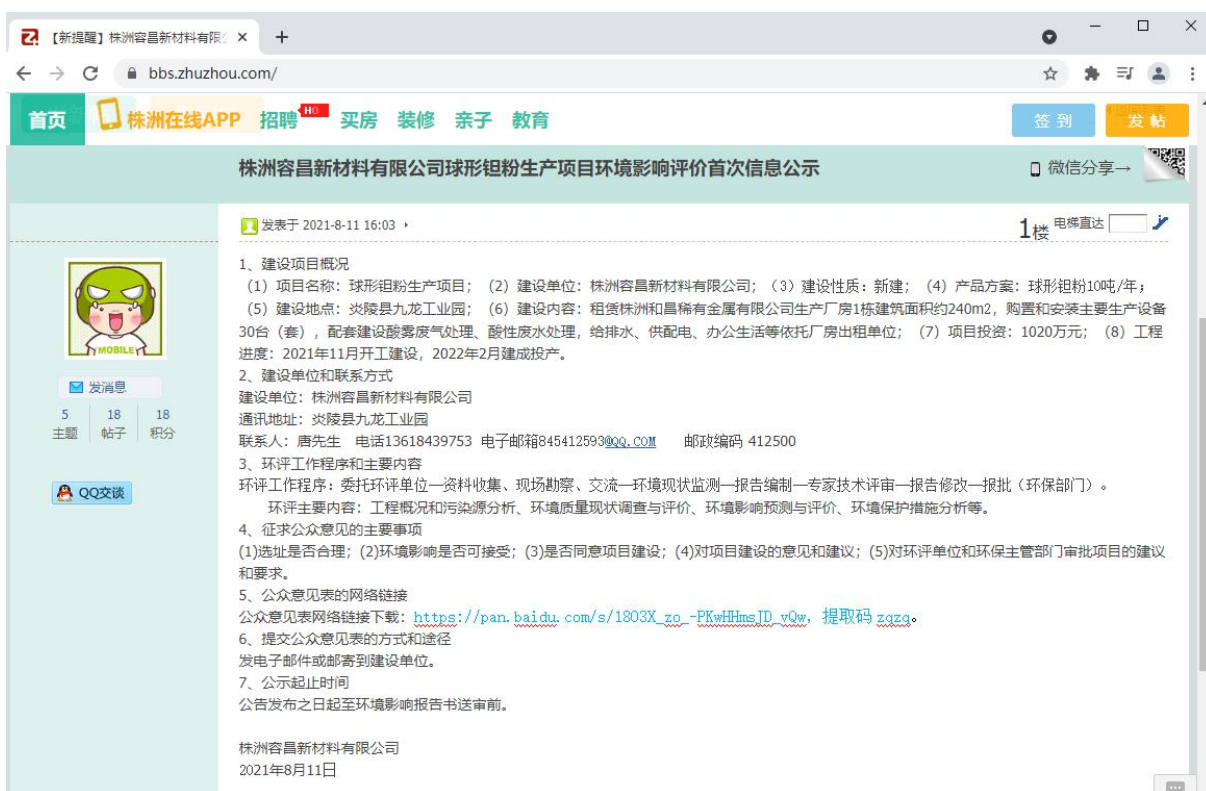 【新提醒】株洲容昌新材料有限
bbs.zhuzhou.com/
首页 株洲在线APP 招聘 HO 买房 装修 亲子 教育 签到 发帖
株洲容昌新材料有限公司球形钽粉生产项目环境影响评价首次信息公示 微信分享→
发表于 2021-8-11 16:03 1楼 电梯直达
MOBILE
发消息
5 18 18
主题 帖子 积分
QQ交谈
1、建设项目概况
（1）项目名称：球形钽粉生产项目；（2）建设单位：株洲容昌新材料有限公司；（3）建设性质：新建；（4）产品方案：球形钽粉10吨/年；
（5）建设地点：炎陵县九龙工业园；（6）建设内容：租赁株洲和昌稀有金属有限公司生产厂房1栋建筑面积约240m2，购置和安装主要生产设备
30台（套），配套建设酸雾废气处理、酸性废水处理，给排水、供配电、办公生活等依托厂房出租单位；（7）项目投资：1020万元；（8）工程
进度：2021年11月开工建设，2022年2月建成投产。
2、建设单位和联系方式
建设单位：株洲容昌新材料有限公司
通讯地址：炎陵县九龙工业园
联系人：唐先生 电话13618439753 电子邮箱845412593@qq.COM 邮政编码 412500
3、环评工作程序和主要内容
环评工作程序：委托环评单位—资料收集、现场勘察、交流—环境现状监测—报告编制—专家技术评审—报告修改—报批（环保部门）。
环评主要内容：工程概况和污染源分析、环境质量现状调查与评价、环境影响预测与评价、环境保护措施分析等。
4、征求公众意见的主要事项
(1)选址是否合理；(2)环境影响是否可接受；(3)是否同意项目建设；(4)对项目建设的意见和建议；(5)对环评单位和环保主管部门审批项目的建议
和要求。
5、公众意见表的网络链接
公众意见表网络链接下载：https://pan.baidu.com/s/18O3X_zo_-PKwHHmsJD_vQw，提取码 zqzq。
6、提交公众意见表的方式和途径
发电子邮件或邮寄到建设单位。
7、公示起止时间
公告发布之日起至环境影响报告书送审前。
株洲容昌新材料有限公司
2021年8月11日